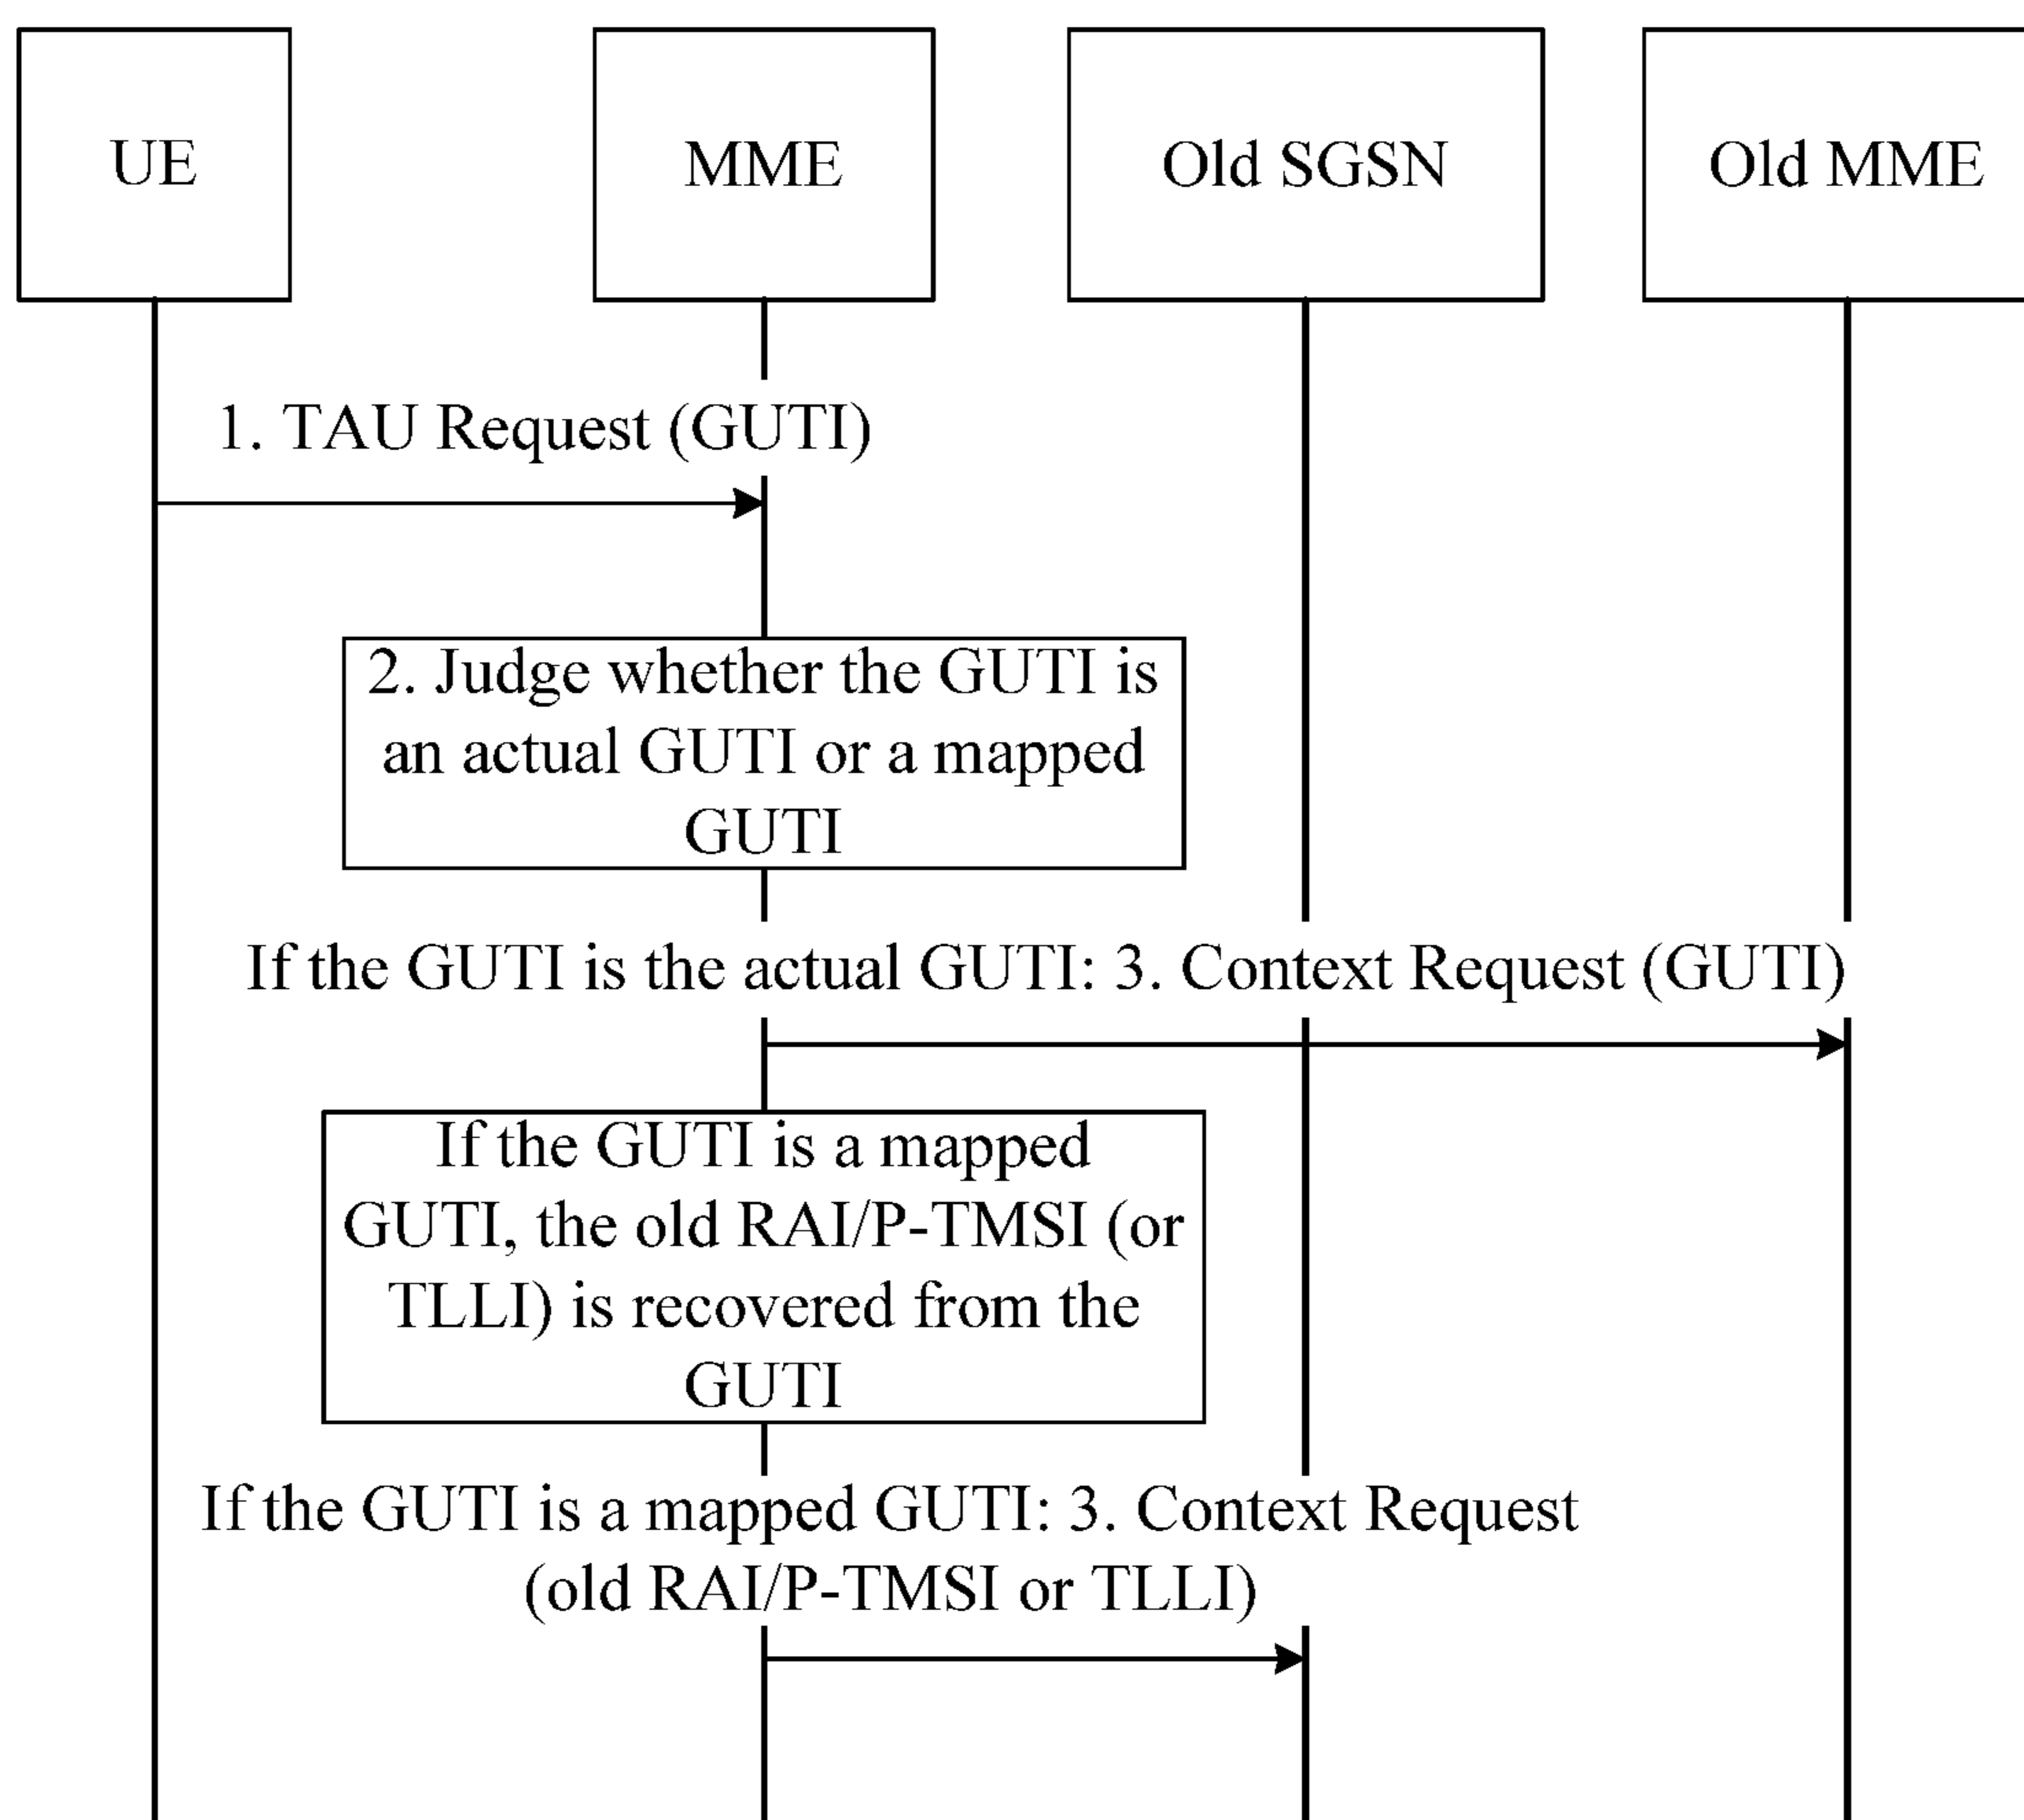 UE
MME
Old SGSN
Old MME
1. TAU Request (GUTI)
2. Judge whether the GUTI is
an actual GUTI or a mapped
GUTI
If the GUTI is the actual GUTI: 3. Context Request (GUTI)
If the GUTI is a mapped
GUTI, the old RAI/P-TMSI (or
TLLI) is recovered from the
GUTI
If the GUTI is a mapped GUTI: 3. Context Request
(old RAI/P-TMSI or TLLI)